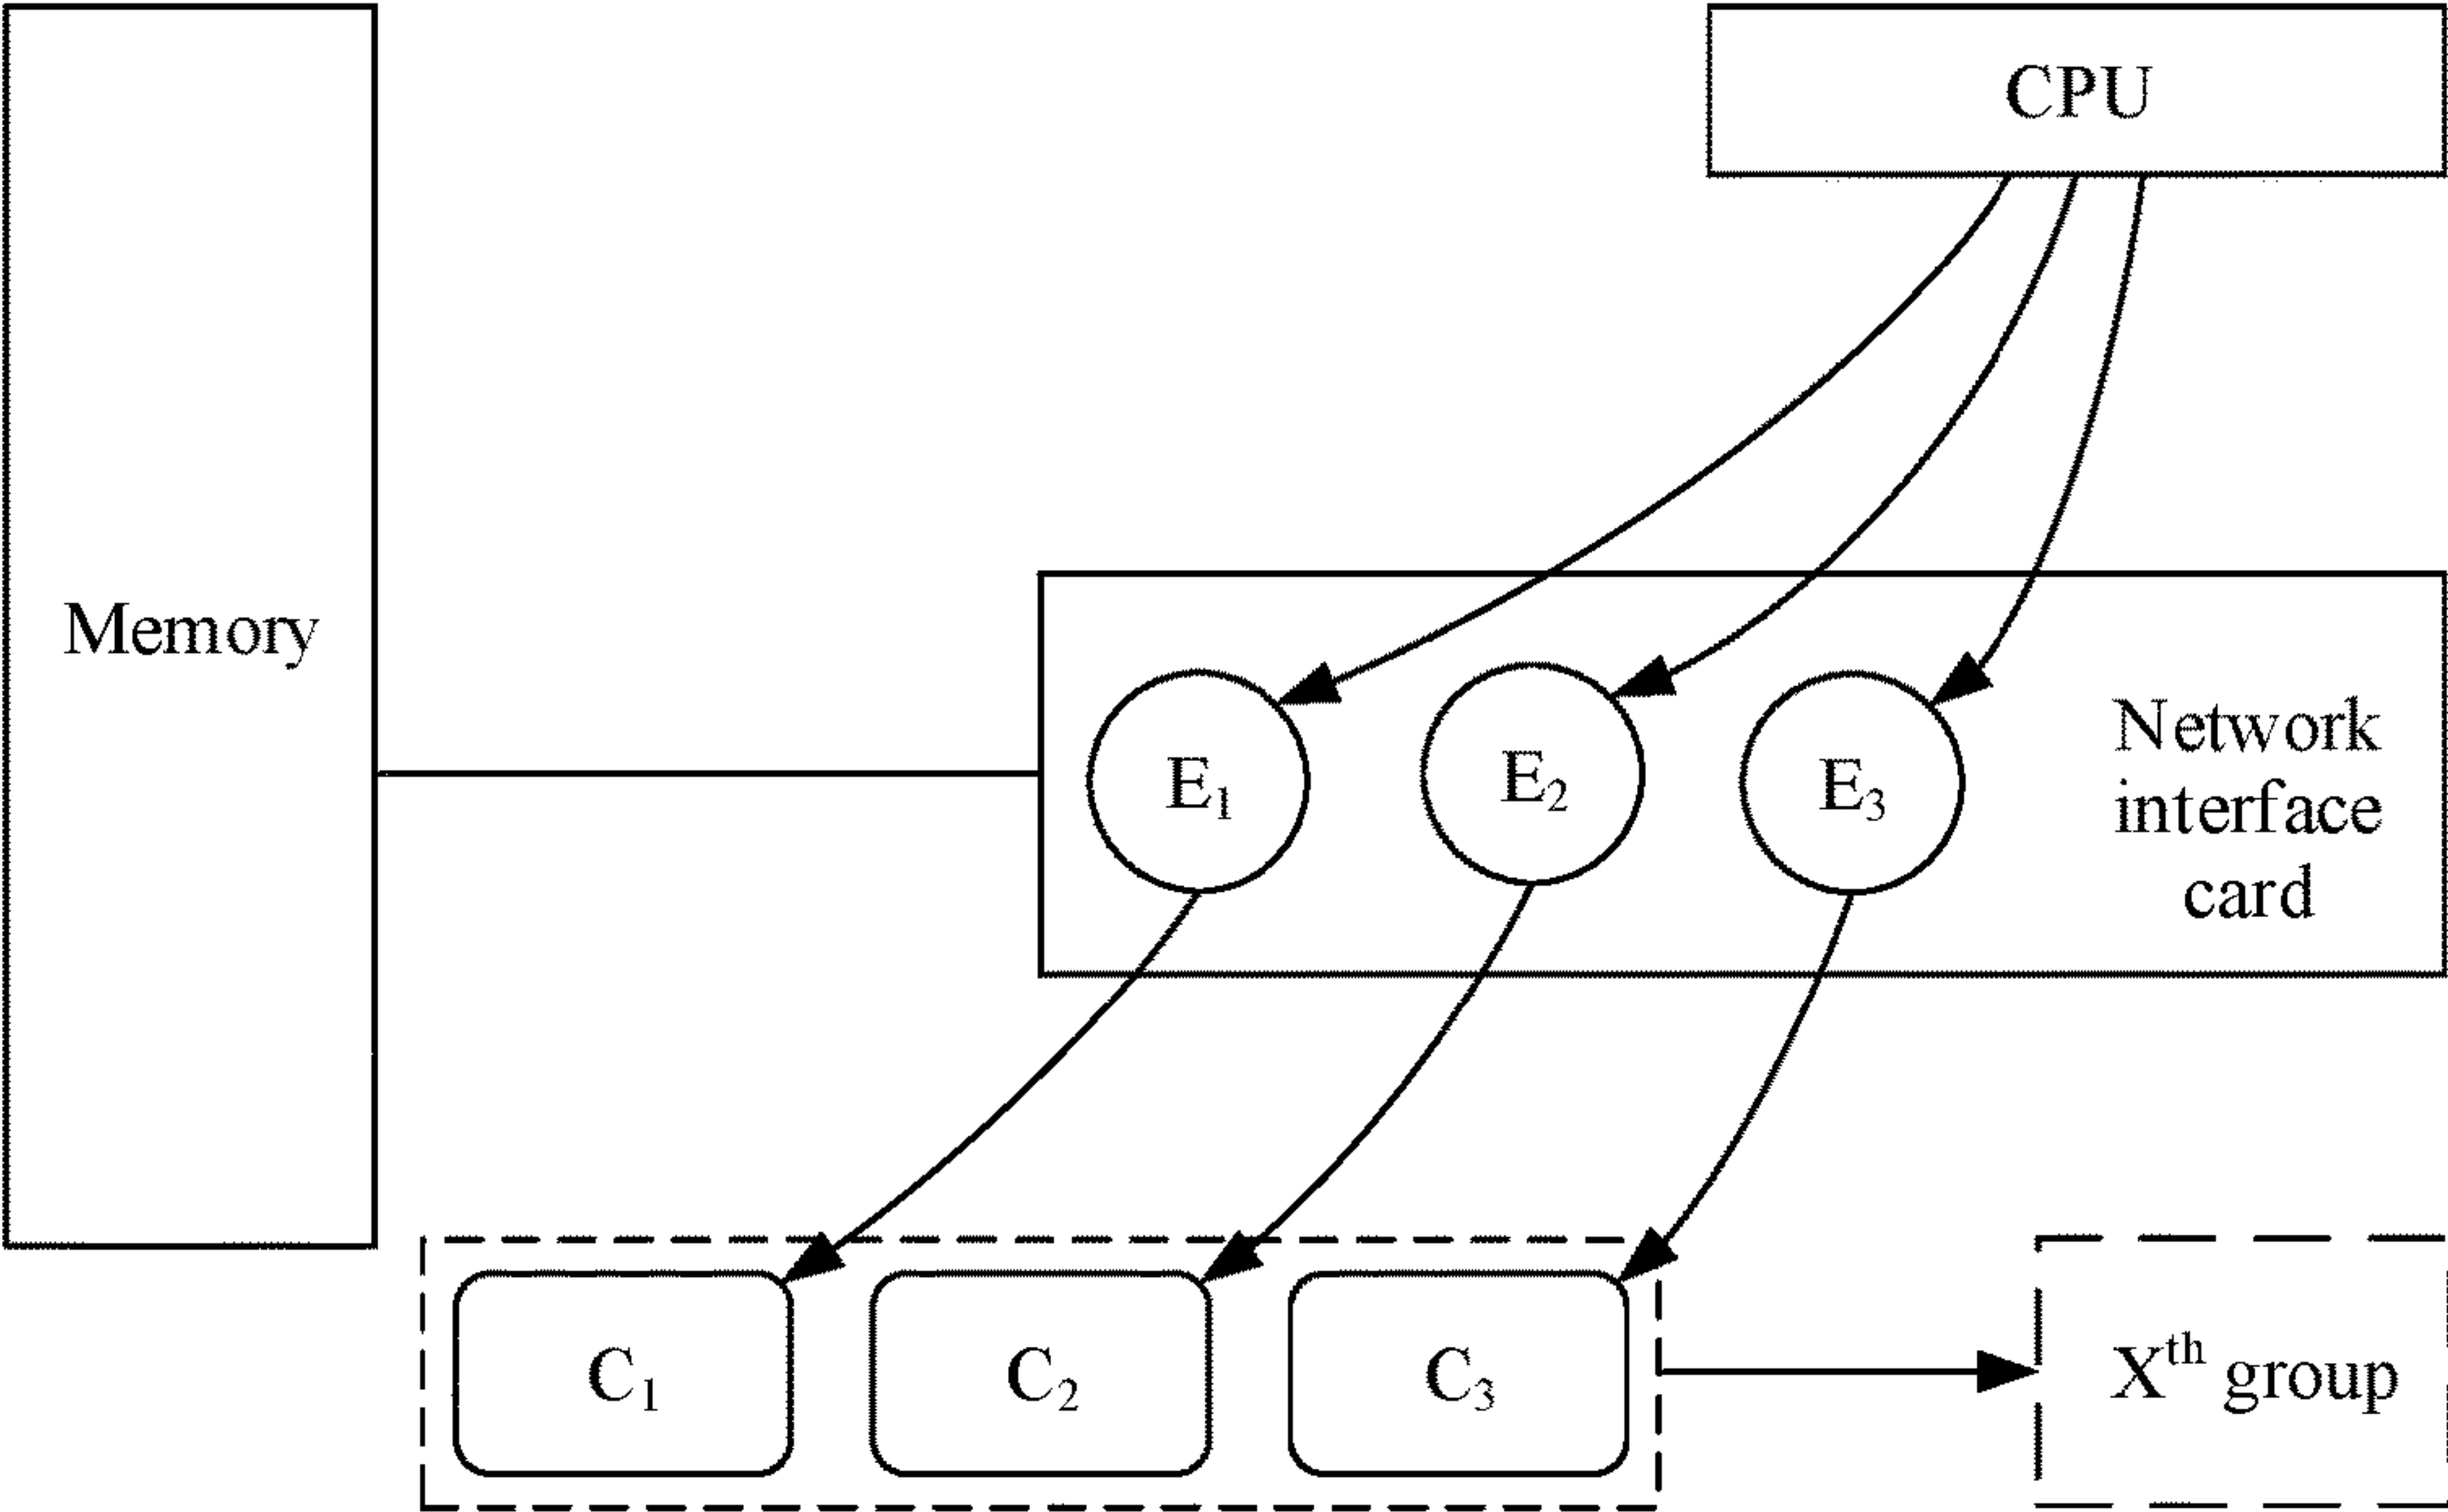 CPU
Memory
E₁
E₂
E₃
Network
interface
card
C₁
C₂
C₃
Xᵗʰ group